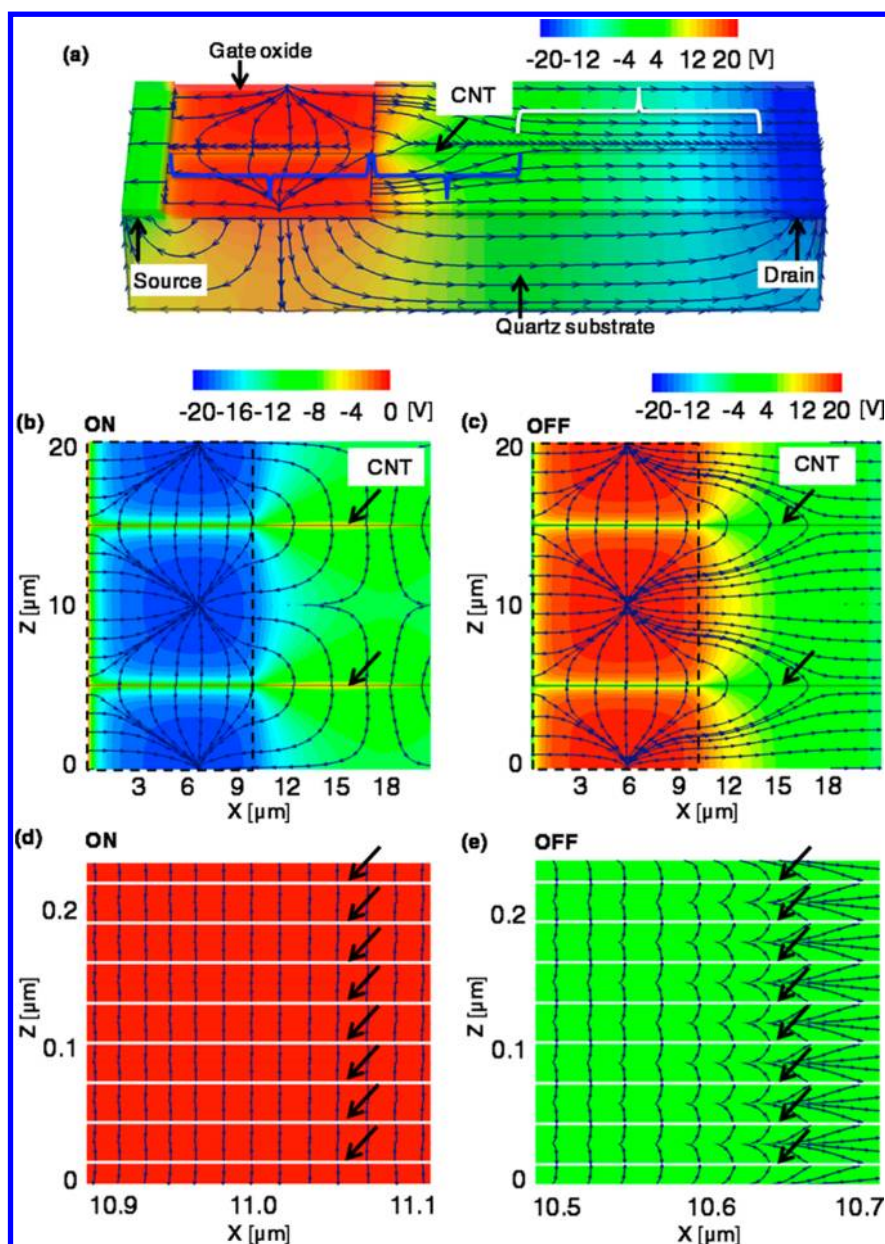 (a)
Gate oxide
-20-12 -4 4 12 20 [V]
CNT
Source
Drain
Quartz substrate
-20-16-12 -8 -4 0 [V]
(b) ON
20
CNT
Z [µm]
10
0
3 6 9 12 15 18
X [µm]
-20-12 -4 4 12 20 [V]
(c) OFF
20
CNT
Z [µm]
10
0
3 6 9 12 15 18
X [µm]
(d) ON
0.2
Z [µm]
0.1
0
10.9 11.0 11.1
X [µm]
(e) OFF
0.2
Z [µm]
0.1
0
10.5 10.6 10.7
X [µm]